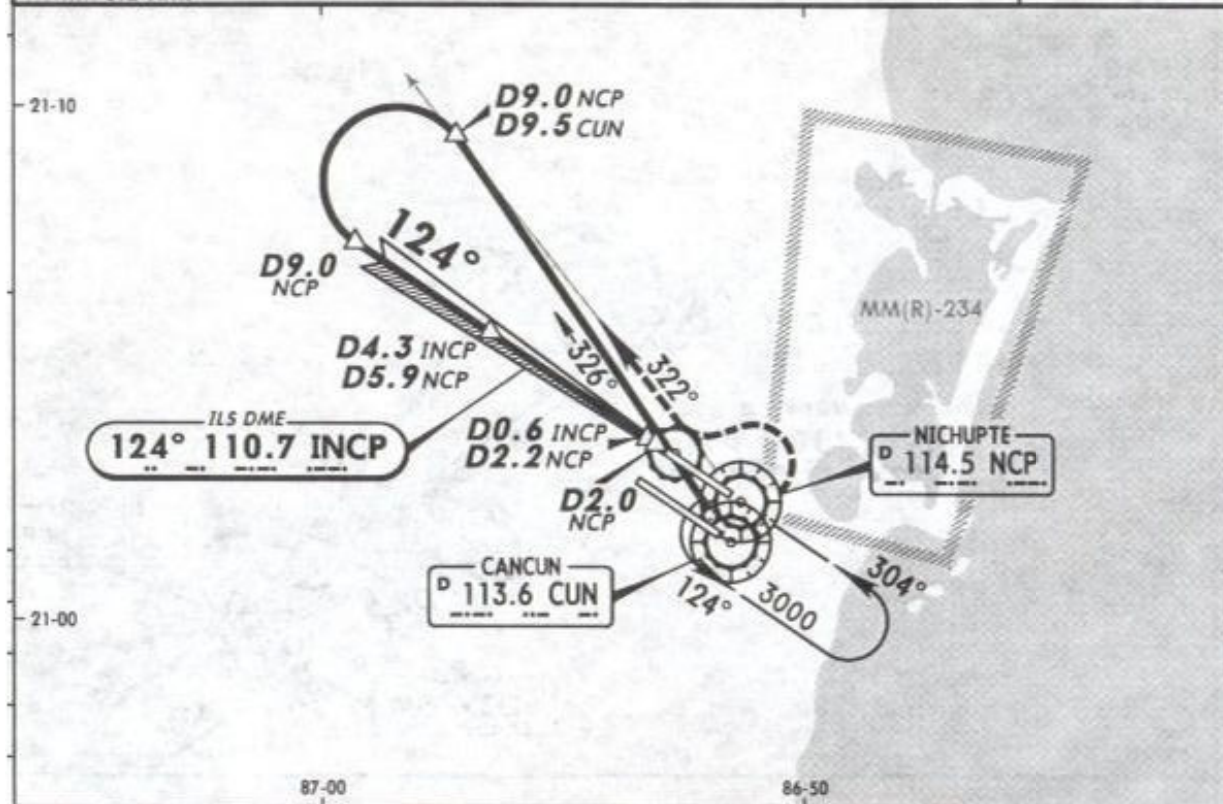 21-10
D9.0 NCP
D9.5 CUN
124°
D9.0
NCP
MM(R)-234
D4.3 INCP
D5.9 NCP
326°
322°
ILS DME
124° 110.7 INCP
D0.6 INCP
D2.2 NCP
NICHUPTE
D 114.5 NCP
D2.0
NCP
CANCUN
D 113.6 CUN
124°
3000
304°
21-00
87-00
86-50